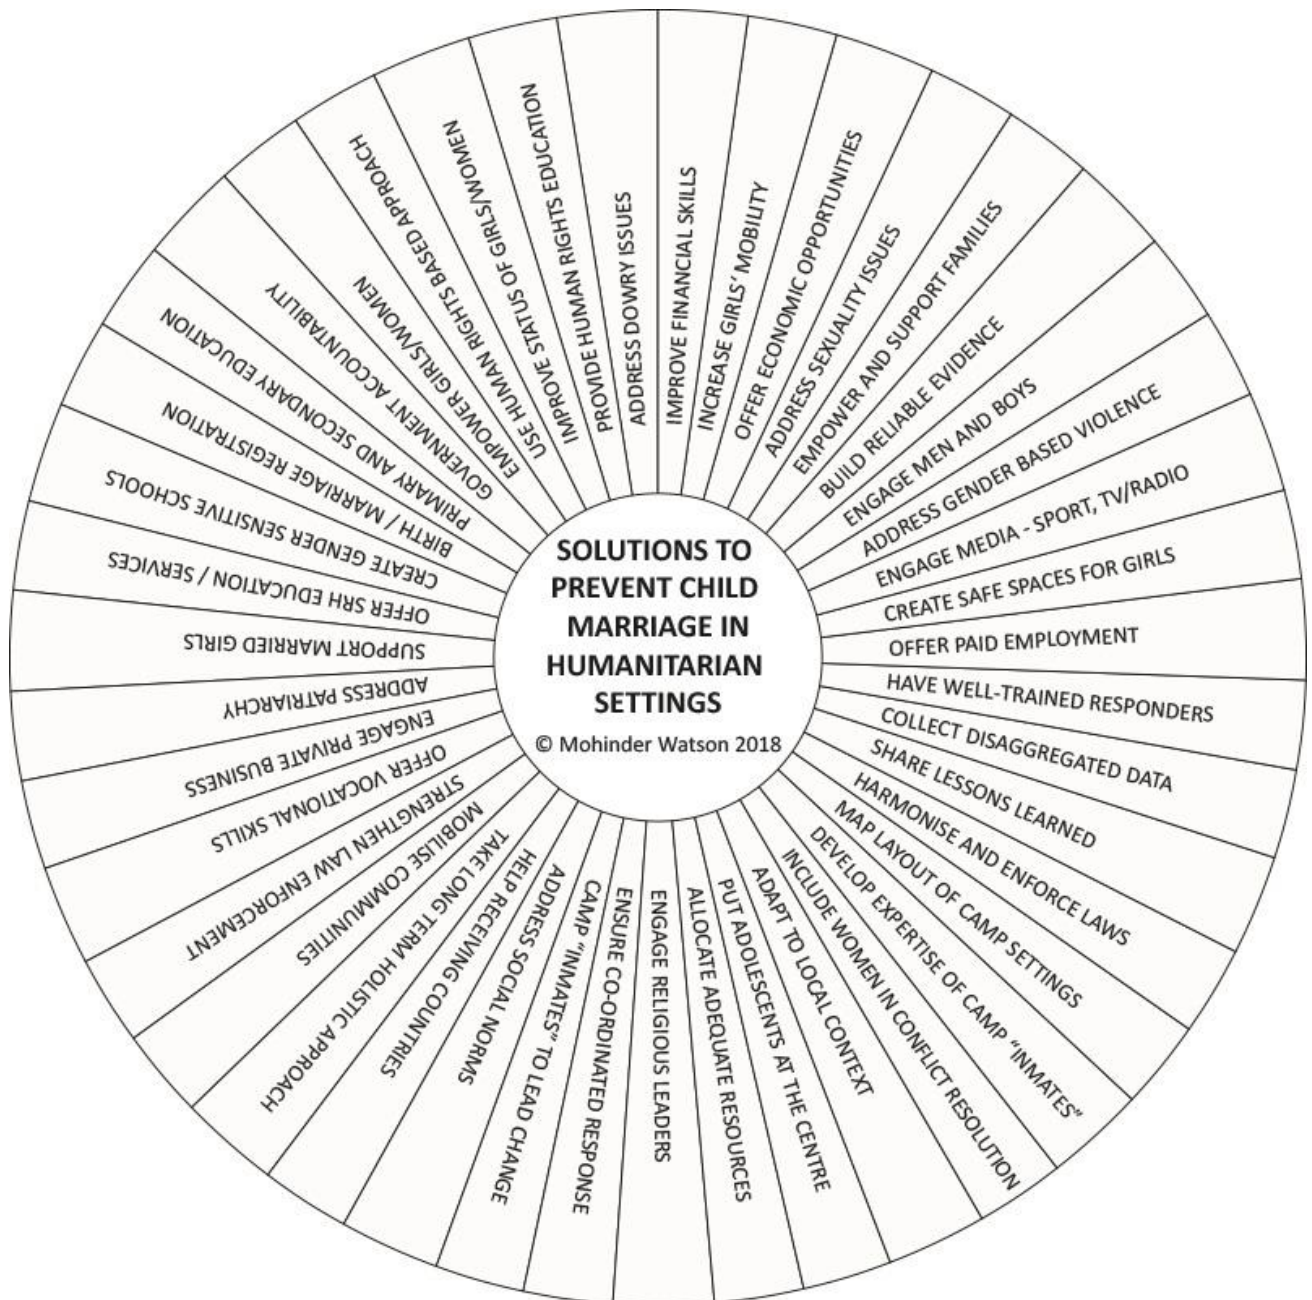 SOLUTIONS TO
PREVENT CHILD
MARRIAGE IN
HUMANITARIAN
SETTINGS
© Mohinder Watson 2018
IMPROVE FINANCIAL SKILLS
INCREASE GIRLS' MOBILITY
OFFER ECONOMIC OPPORTUNITIES
ADDRESS SEXUALITY ISSUES
EMPOWER AND SUPPORT FAMILIES
BUILD RELIABLE EVIDENCE
ENGAGE MEN AND BOYS
ADDRESS GENDER BASED VIOLENCE
ENGAGE MEDIA - SPORT, TV/RADIO
CREATE SAFE SPACES FOR GIRLS
OFFER PAID EMPLOYMENT
HAVE WELL-TRAINED RESPONDERS
COLLECT DISAGGREGATED DATA
SHARE LESSONS LEARNED
HARMONISE AND ENFORCE LAWS
MAP LAYOUT OF CAMP SETTINGS
DEVELOP EXPERTISE OF CAMP “INMATES”
INCLUDE WOMEN IN CONFLICT RESOLUTION
ADAPT TO LOCAL CONTEXT
PUT ADOLESCENTS AT THE CENTRE
ALLOCATE ADEQUATE RESOURCES
ENGAGE RELIGIOUS LEADERS
ENSURE CO-ORDINATED RESPONSE
CAMP “INMATES” TO LEAD CHANGE
ADDRESS SOCIAL NORMS
HELP RECEIVING COUNTRIES
TAKE LONG TERM HOLISTIC APPROACH
MOBILISE COMMUNITIES
STRENGTHEN LAW ENFORCEMENT
OFFER VOCATIONAL SKILLS
ENGAGE PRIVATE BUSINESS
ADDRESS PATRIARCHY
SUPPORT MARRIED GIRLS
OFFER SRH EDUCATION / SERVICES
CREATE GENDER SENSITIVE SCHOOLS
BIRTH / MARRIAGE REGISTRATION
PRIMARY AND SECONDARY EDUCATION
GOVERNMENT ACCOUNTABILITY
EMPOWER GIRLS/WOMEN
USE HUMAN RIGHTS BASED APPROACH
IMPROVE STATUS OF GIRLS/WOMEN
PROVIDE HUMAN RIGHTS EDUCATION
ADDRESS DOWRY ISSUES